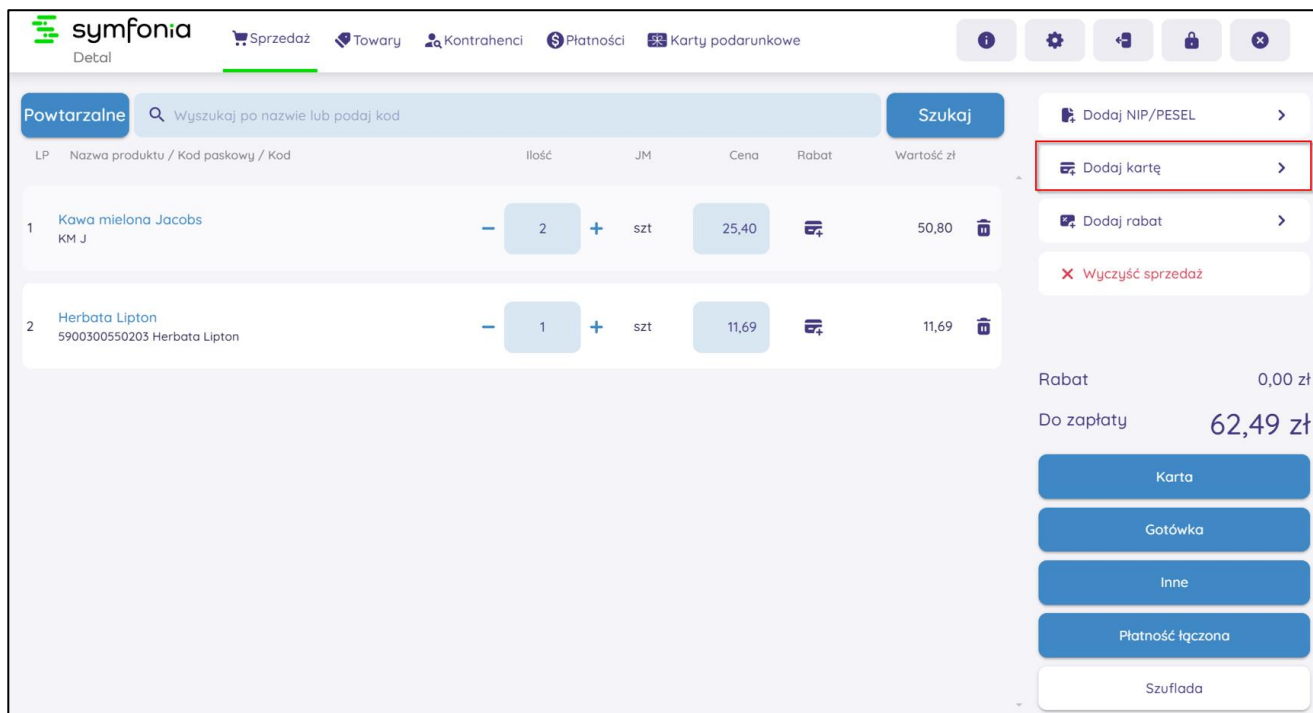 symfonia
Detal
Sprzedaż Towary Kontrahenci Płatności Karty podarunkowe
Powtarzalne Wyszukaj po nazwie lub podaj kod Szukaj
LP Nazwa produktu / Kod paskowy / Kod Ilość JM Cena Rabat Wartość zł
1 Kawa mielona Jacobs
KM J
− 2 + szt 25,40 50,80
2 Herbata Lipton
5900300550203 Herbata Lipton
− 1 + szt 11,69 11,69
Dodaj NIP/PESEL
Dodaj kartę
Dodaj rabat
Wyczyść sprzedaż
Rabat 0,00 zł
Do zapłaty 62,49 zł
Karta
Gotówka
Inne
Płatność łączona
Szuflada